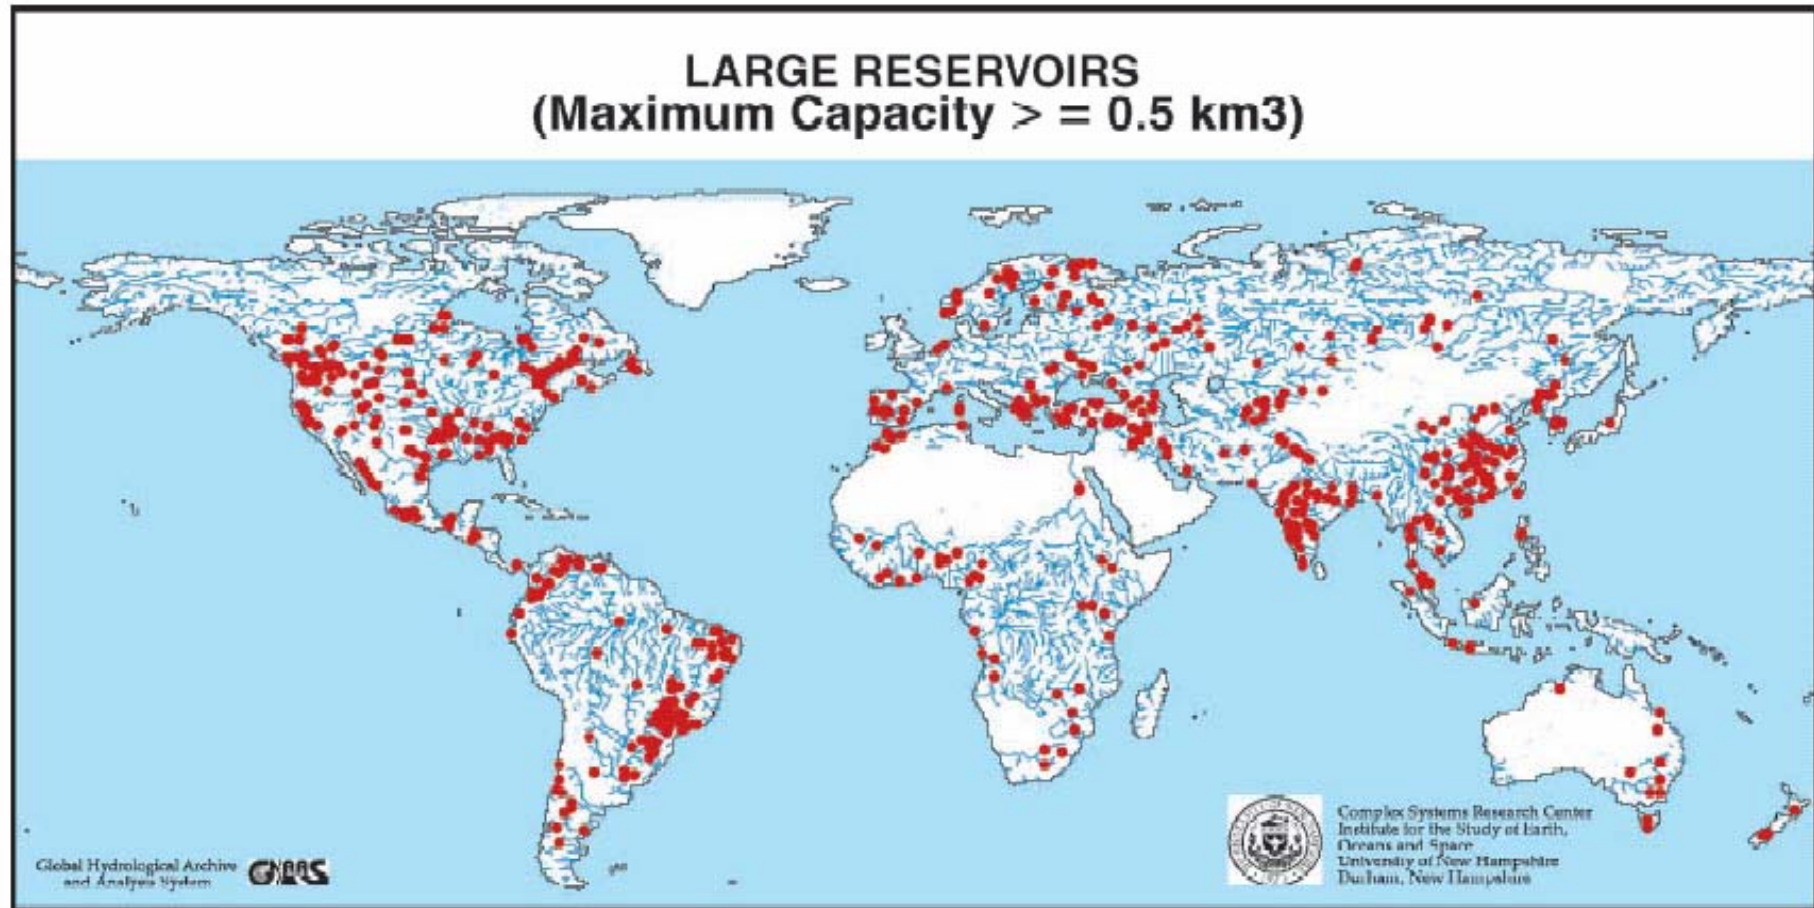 LARGE RESERVOIRS
(Maximum Capacity > = 0.5 km3)
Global Hydrological Archive
and Analysis System
Complex Systems Research Center
Institute for the Study of Earth,
Oceans and Space
University of New Hampshire
Durham, New Hampshire